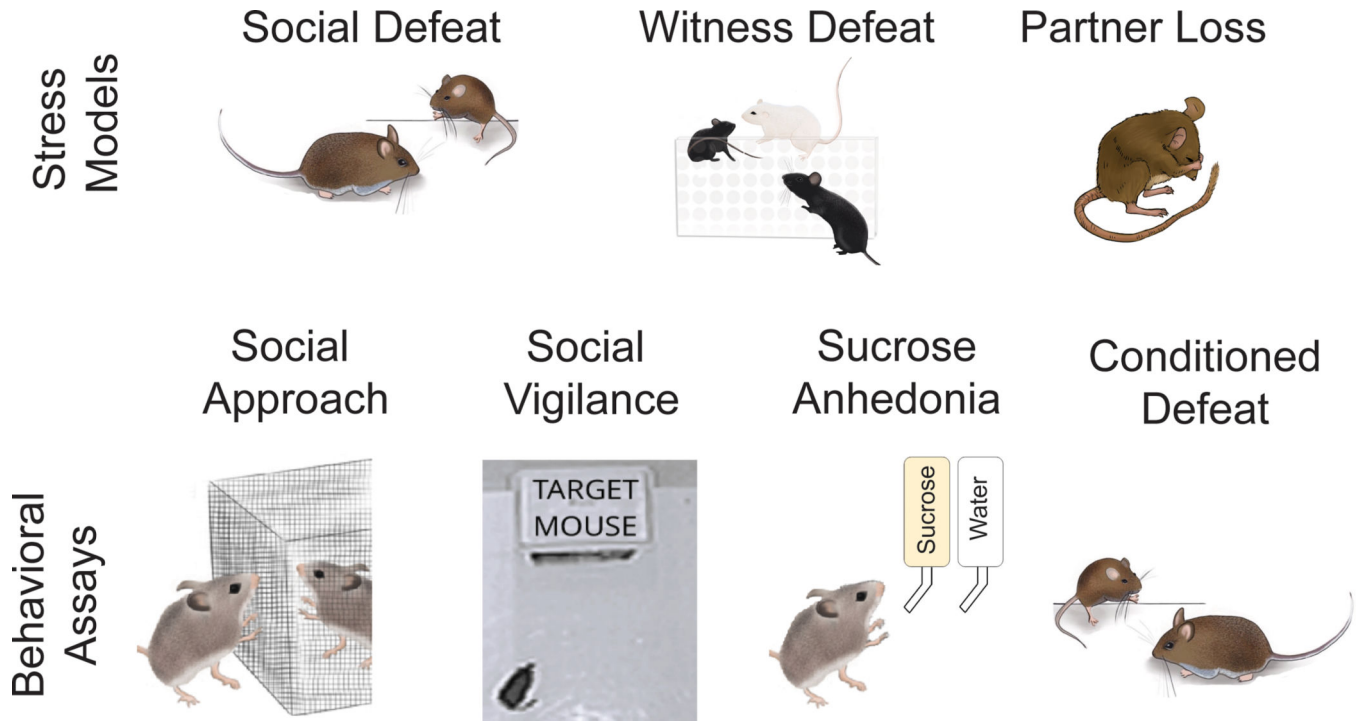 Social Defeat
Witness Defeat
Partner Loss
Stress
Models
Social
Approach
Social
Vigilance
Sucrose
Anhedonia
Conditioned
Defeat
Behavioral
Assays
TARGET
MOUSE
Sucrose
Water